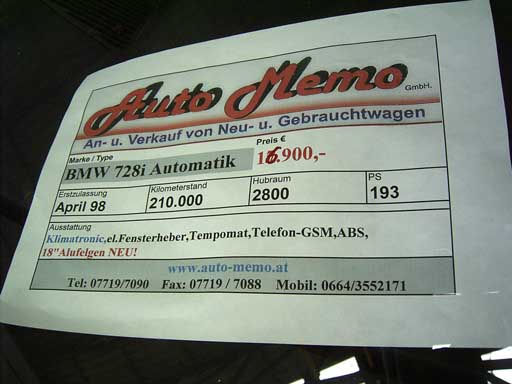 Auto Memo GmbH.
An- u. Verkauf von Neu- u. Gebrauchtwagen
Marke / Type Preis €
BMW 728i Automatik 15.900,-
Erstzulassung Kilometerstand Hubraum PS
April 98 210.000 2800 193
Ausstattung
Klimatronic,el.Fensterheber,Tempomat,Telefon-GSM,ABS,
18"Alufelgen NEU!
www.auto-memo.at
Tel: 07719/7090 Fax: 07719 / 7088 Mobil: 0664/3552171